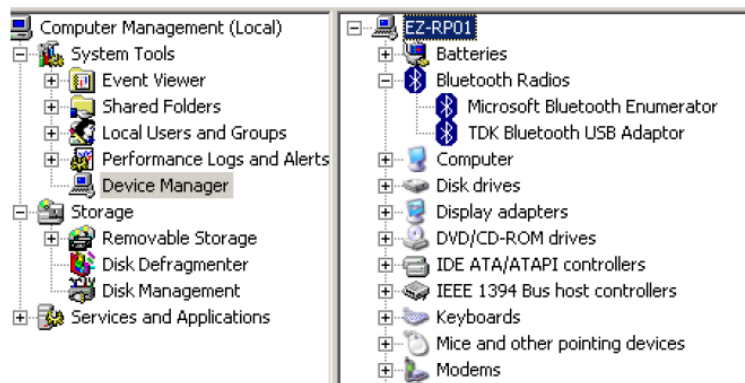 Computer Management (Local)
System Tools
Event Viewer
Shared Folders
Local Users and Groups
Performance Logs and Alerts
Device Manager
Storage
Removable Storage
Disk Defragmenter
Disk Management
Services and Applications
EZ-RP01
Batteries
Bluetooth Radios
Microsoft Bluetooth Enumerator
TDK Bluetooth USB Adaptor
Computer
Disk drives
Display adapters
DVD/CD-ROM drives
IDE ATA/ATAPI controllers
IEEE 1394 Bus host controllers
Keyboards
Mice and other pointing devices
Modems